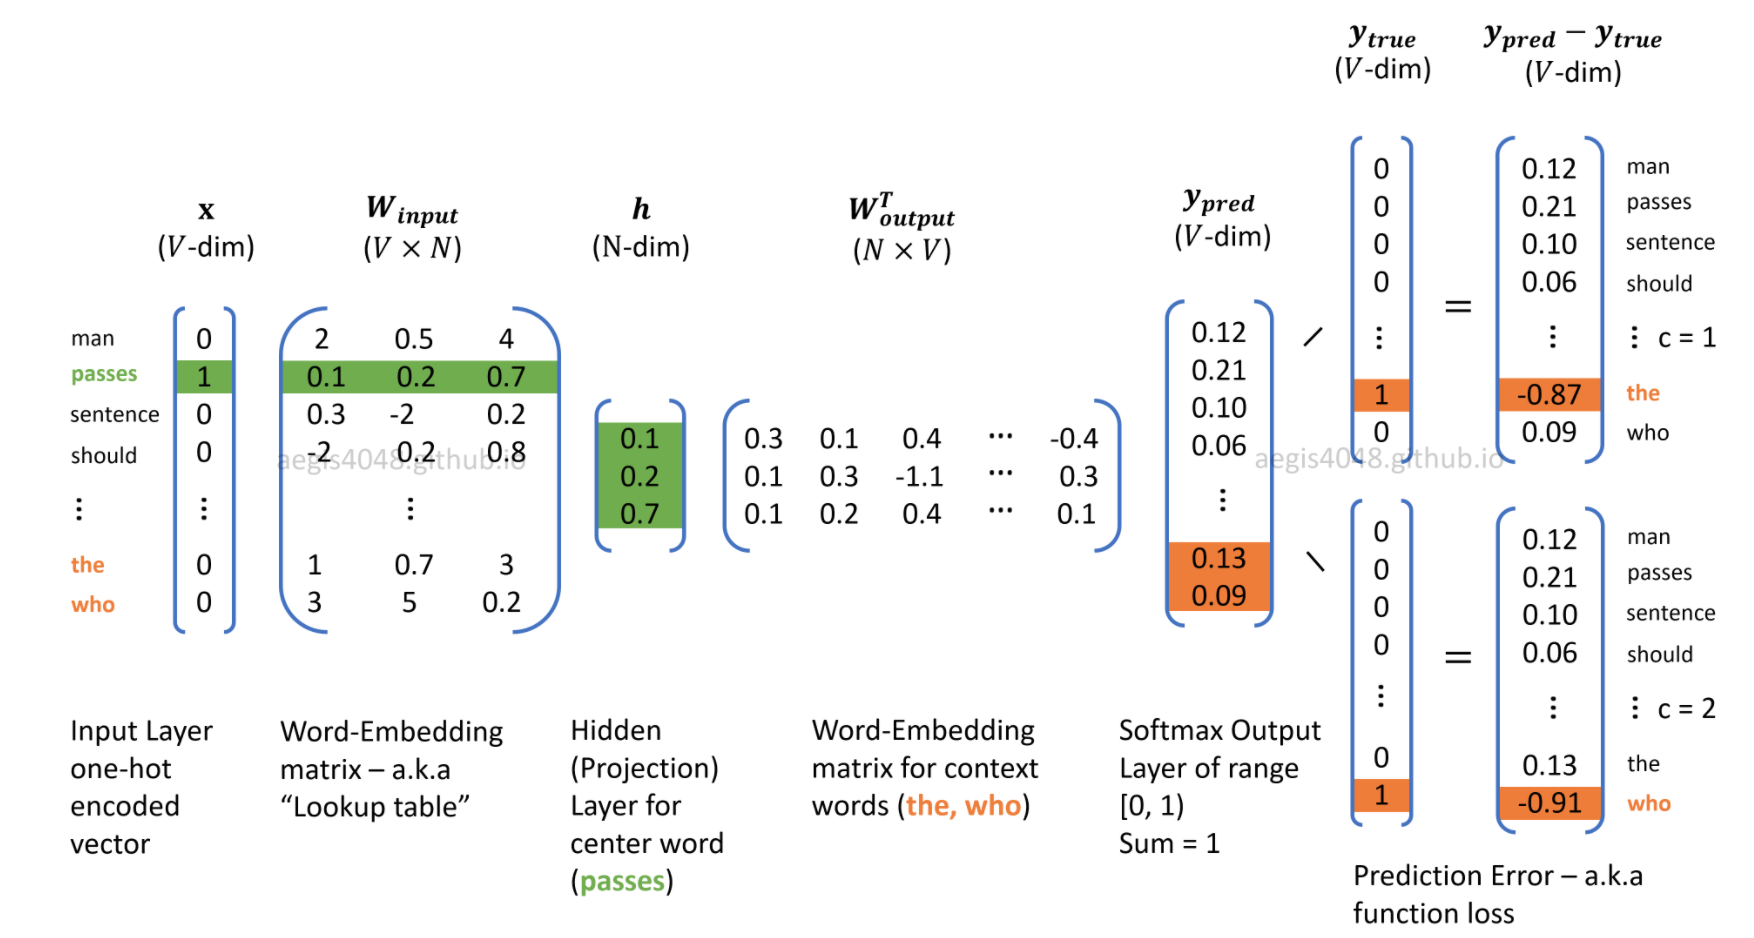 y_true
(V-dim)
y_pred − y_true
(V-dim)
x
(V-dim)
W_input
(V × N)
h
(N-dim)
W^T_output
(N × V)
y_pred
(V-dim)
man 0 2 0.5 4
passes 1 0.1 0.2 0.7
sentence 0 0.3 -2 0.2
should 0 -2 0.2 0.8
⋮ ⋮ ⋮
the 0 1 0.7 3
who 0 3 5 0.2
aegis4048.github.io
0.1
0.2
0.7
0.3 0.1 0.4 ··· -0.4
0.1 0.3 -1.1 ··· 0.3
0.1 0.2 0.4 ··· 0.1
0.12
0.21
0.10
0.06
⋮
0.13
0.09
0 0.12 man
0 0.21 passes
0 0.10 sentence
0 = 0.06 should
⋮ ⋮ ⋮ c = 1
1 -0.87 the
0 0.09 who
aegis4048.github.io
0 0.12 man
0 0.21 passes
0 0.10 sentence
0 = 0.06 should
⋮ ⋮ ⋮ c = 2
0 0.13 the
1 -0.91 who
Input Layer
one-hot
encoded
vector
Word-Embedding
matrix – a.k.a
“Lookup table”
Hidden
(Projection)
Layer for
center word
(passes)
Word-Embedding
matrix for context
words (the, who)
Softmax Output
Layer of range
[0, 1)
Sum = 1
Prediction Error – a.k.a
function loss